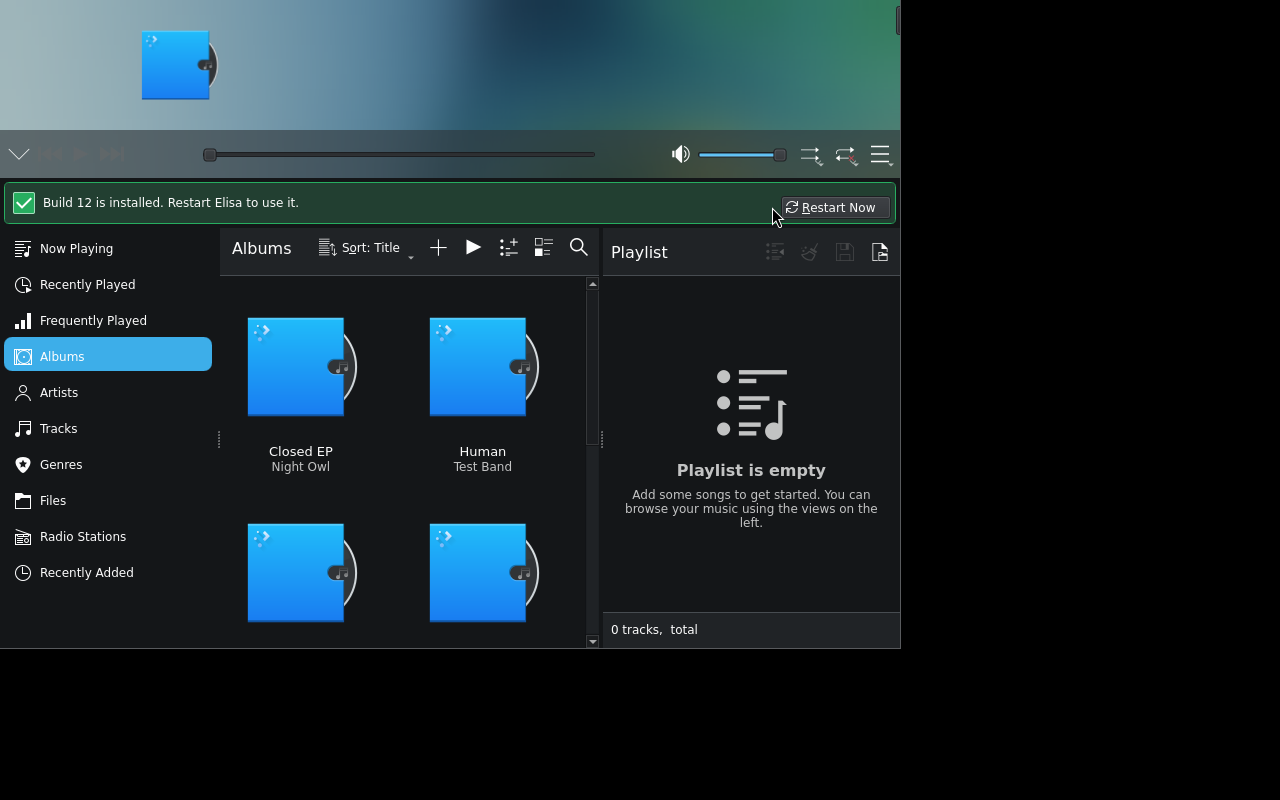 Build 12 is installed. Restart Elisa to use it.
Restart Now
Now Playing
Recently Played
Frequently Played
Albums
Artists
Tracks
Genres
Files
Radio Stations
Recently Added
Albums
Sort: Title
Closed EP
Night Owl
Human
Test Band
Playlist
Playlist is empty
Add some songs to get started. You can
browse your music using the views on the
left.
0 tracks,  total